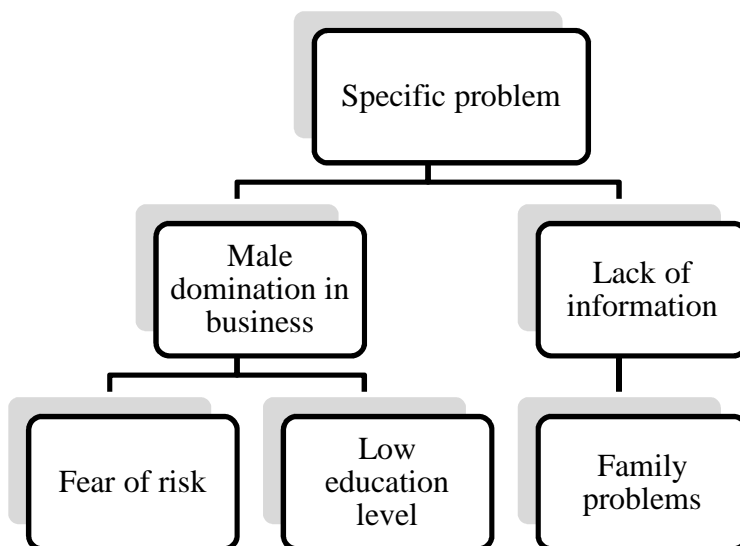 Specific problem
Male
domination in
business
Lack of
information
Fear of risk
Low
education
level
Family
problems